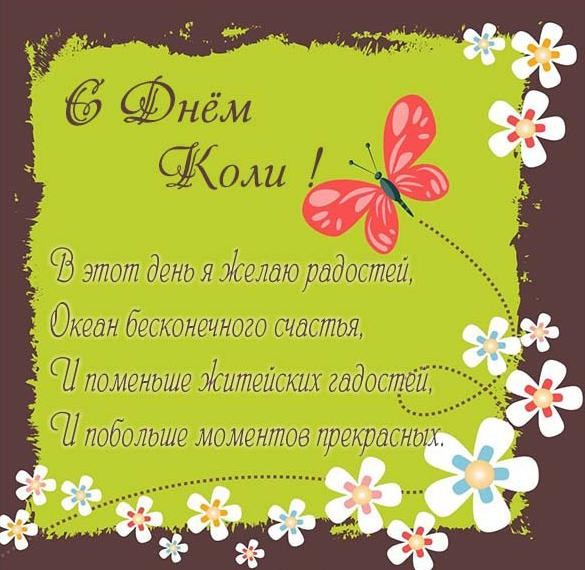 С Днём
Коли !
В этот день я желаю радостей,
Океан бесконечного счастья,
И поменьше житейских гадостей,
И побольше моментов прекрасных.